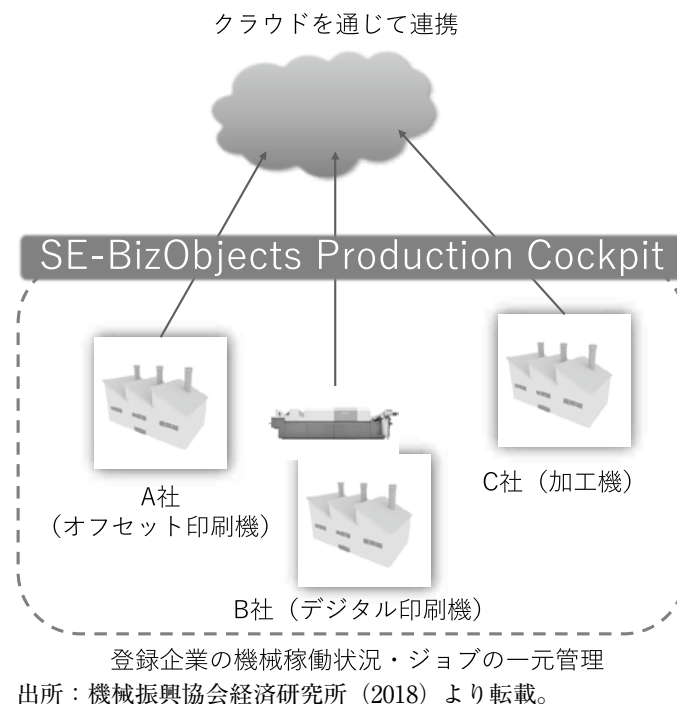 クラウドを通じて連携
SE-BizObjects Production Cockpit
A社
（オフセット印刷機）
C社（加工機）
B社（デジタル印刷機）
登録企業の機械稼働状況・ジョブの一元管理
出所：機械振興協会経済研究所（2018）より転載。